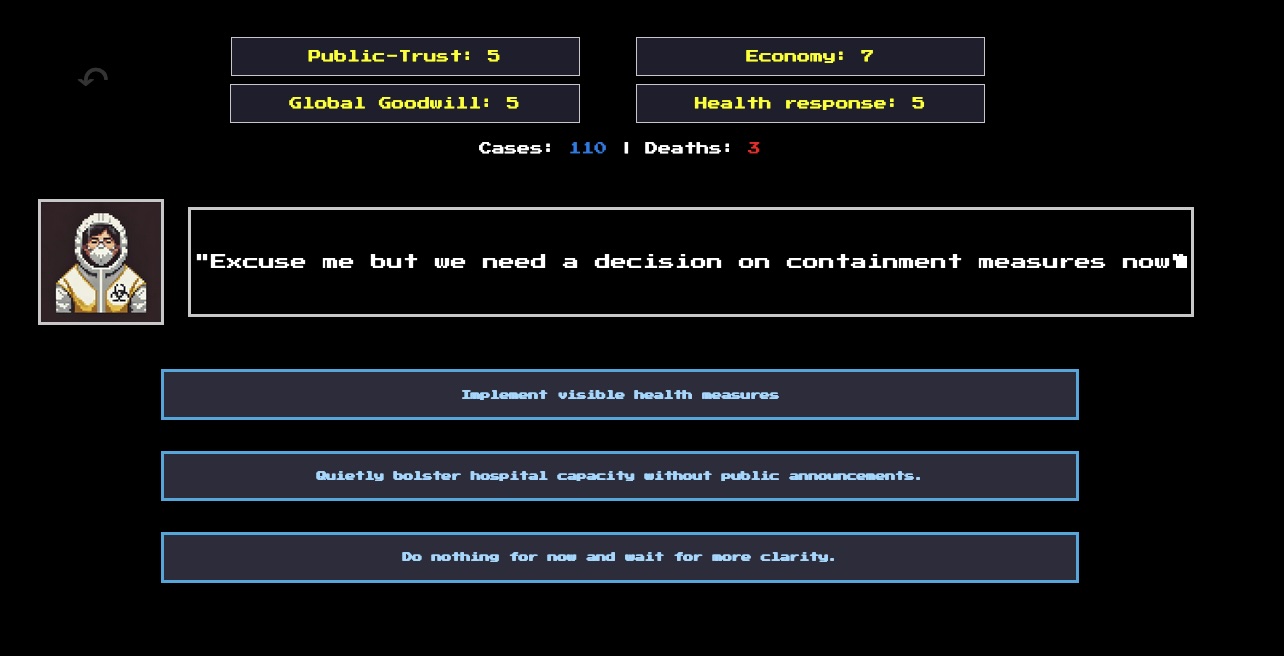 Public-Trust: 5
Economy: 7
Global Goodwill: 5
Health response: 5
Cases: 110 | Deaths: 3
"Excuse me but we need a decision on containment measures now"
Implement visible health measures
Quietly bolster hospital capacity without public announcements.
Do nothing for now and wait for more clarity.